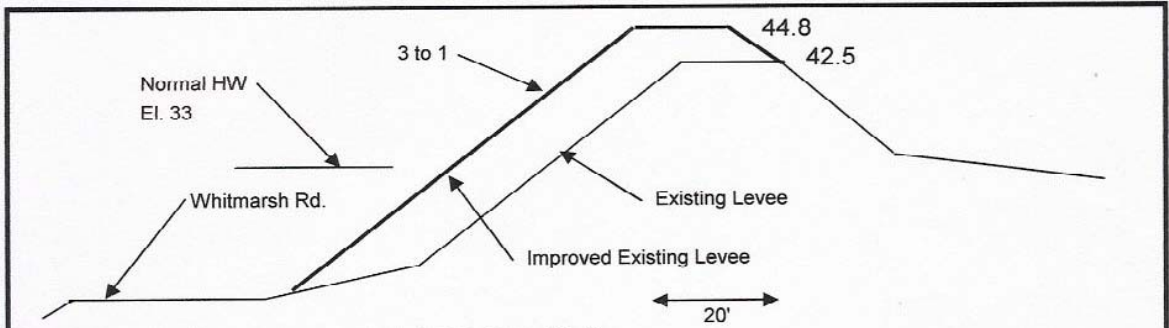 44.8
3 to 1
42.5
Normal HW
El. 33
Whitmarsh Rd.
Existing Levee
Improved Existing Levee
20'